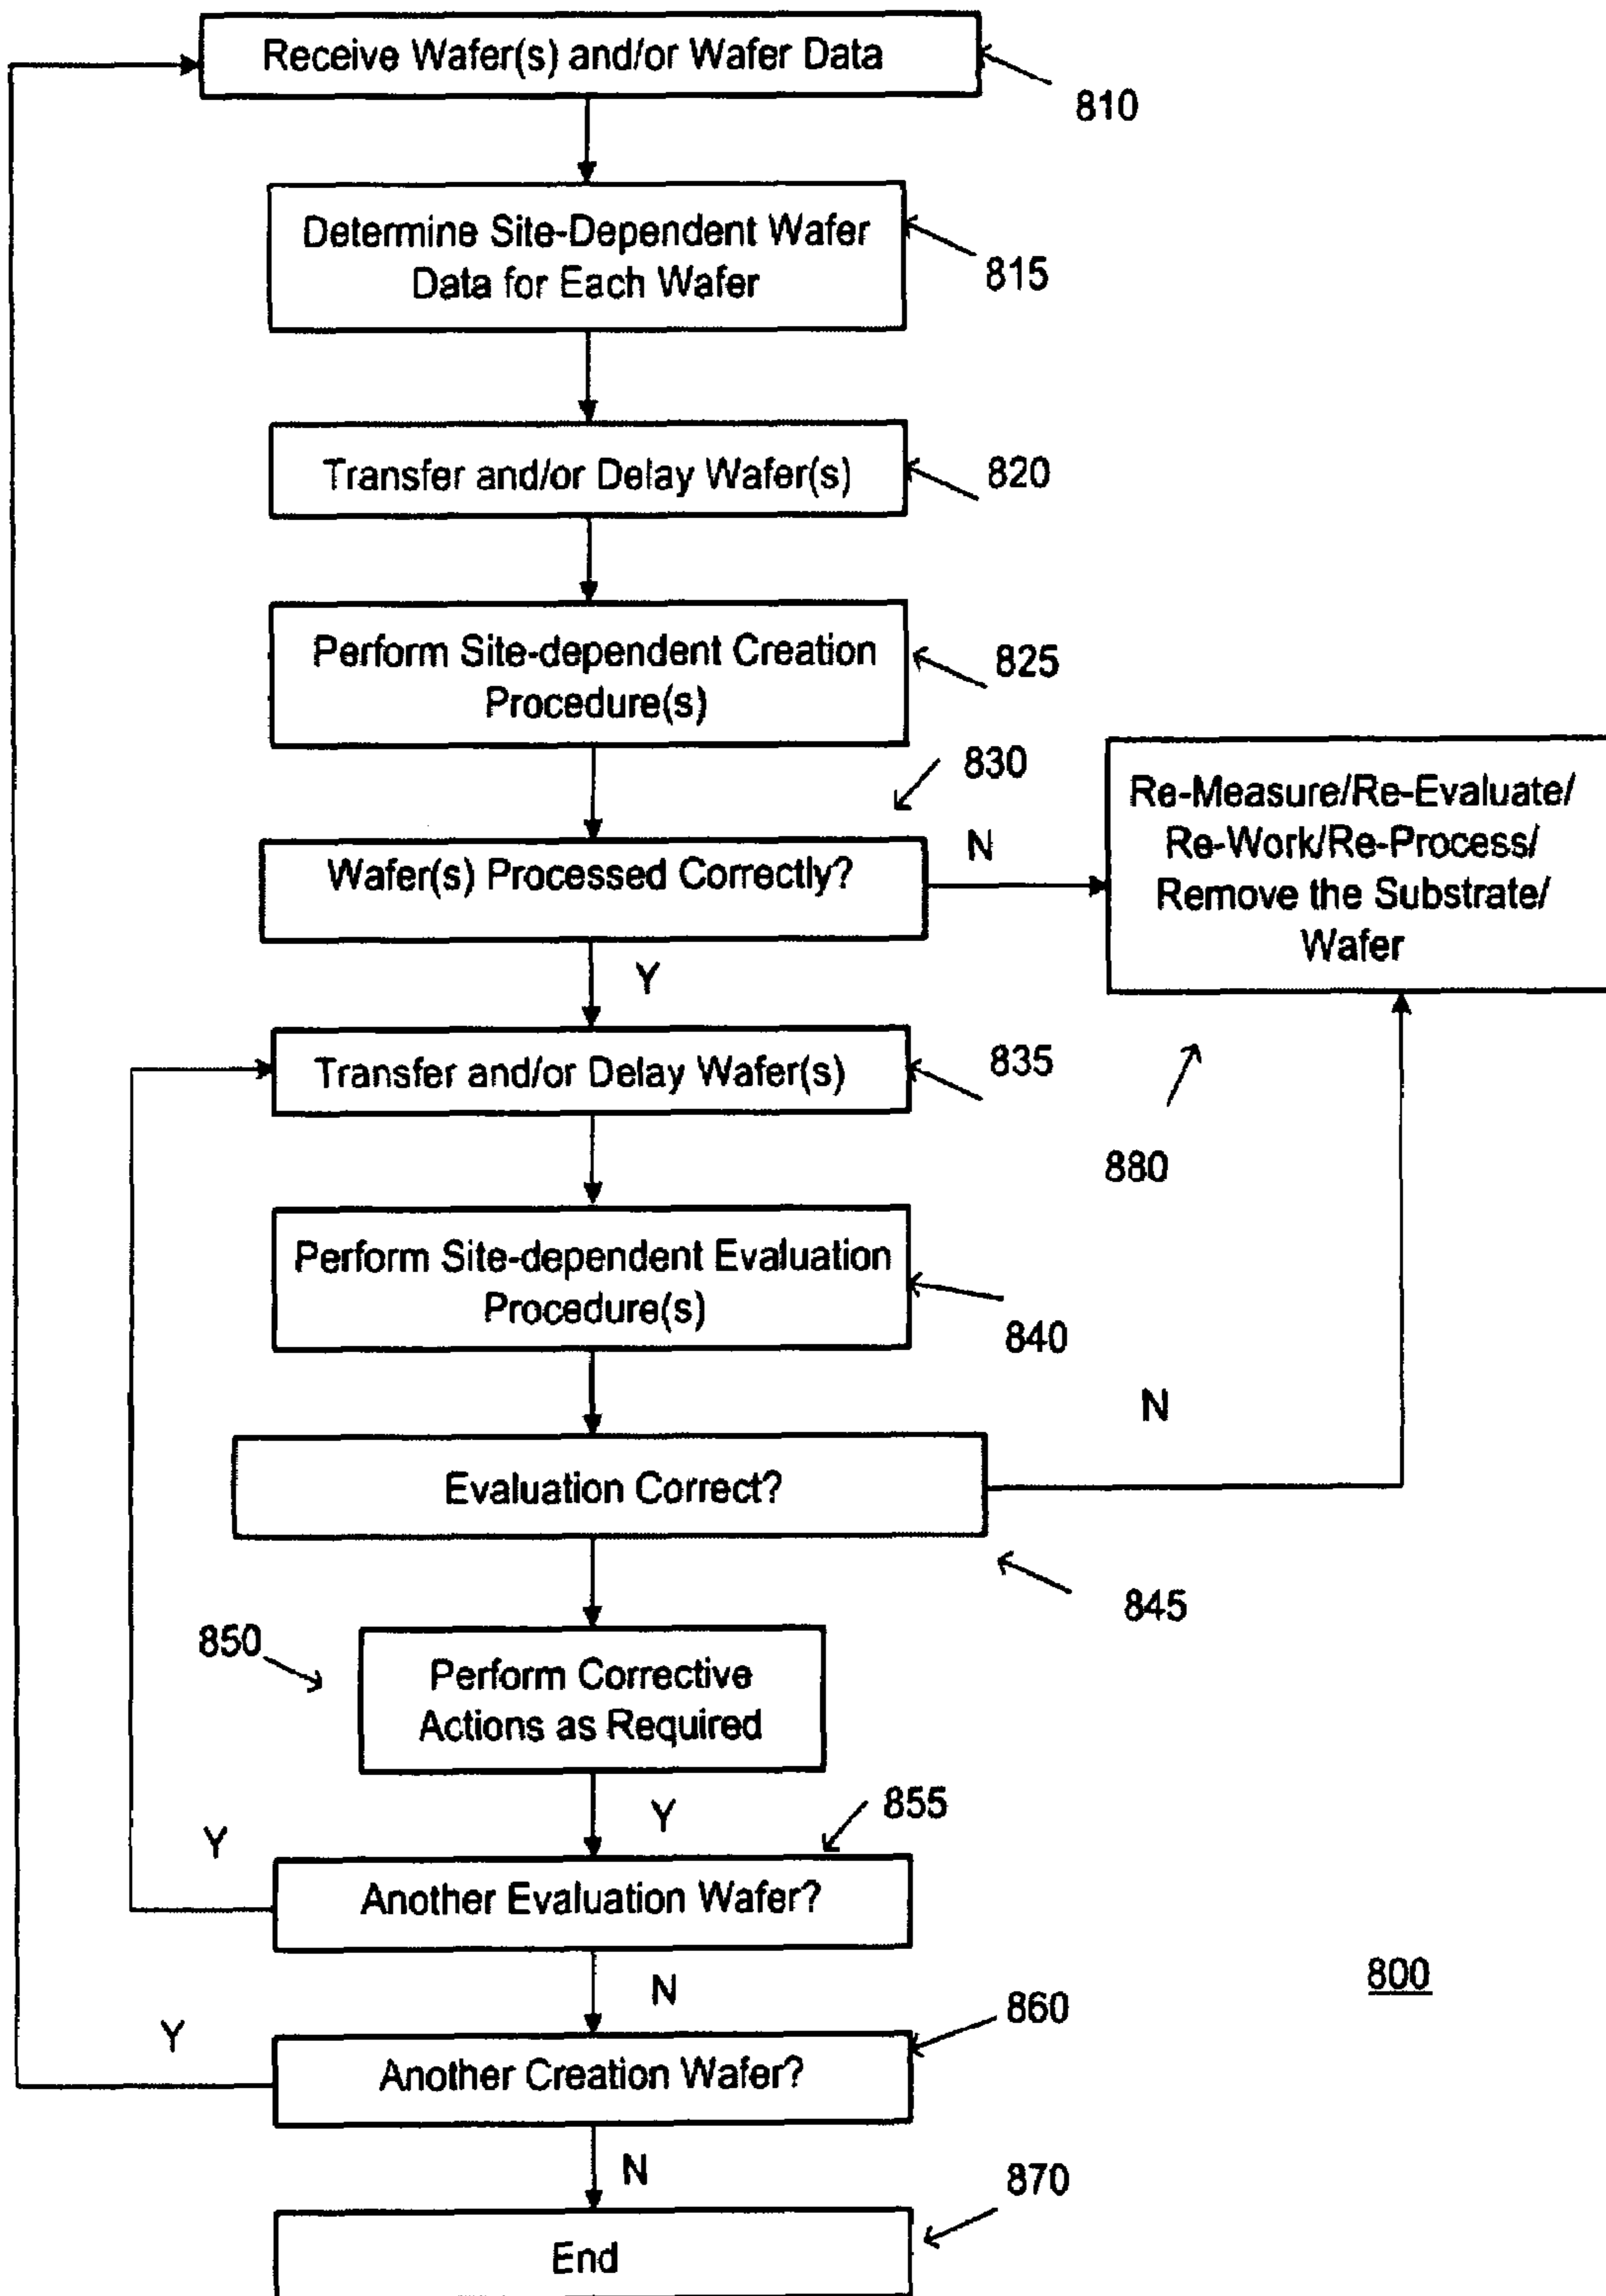 Receive Wafer(s) and/or Wafer Data
810
Determine Site-Dependent Wafer
Data for Each Wafer
815
Transfer and/or Delay Wafer(s)
820
Perform Site-dependent Creation
Procedure(s)
825
830
Wafer(s) Processed Correctly?
N
Re-Measure/Re-Evaluate/
Re-Work/Re-Process/
Remove the Substrate/
Wafer
Y
Transfer and/or Delay Wafer(s)
835
880
Perform Site-dependent Evaluation
Procedure(s)
840
N
Evaluation Correct?
845
850
Perform Corrective
Actions as Required
Y
855
Y
Another Evaluation Wafer?
N
800
860
Y
Another Creation Wafer?
N
870
End